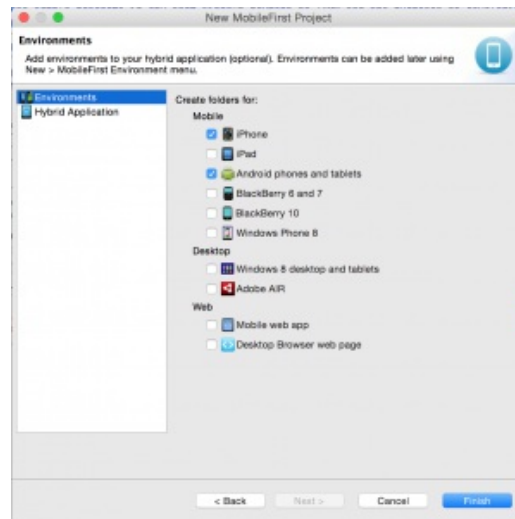 New MobileFirst Project
Environments
Add environments to your hybrid application (optional). Environments can be added later using
New > MobileFirst Environment menu.
Environments
Hybrid Application
Create folders for:
Mobile
iPhone
iPad
Android phones and tablets
BlackBerry 6 and 7
BlackBerry 10
Windows Phone 8
Desktop
Windows 8 desktop and tablets
Adobe AIR
Web
Mobile web app
Desktop Browser web page
< Back Next > Cancel Finish